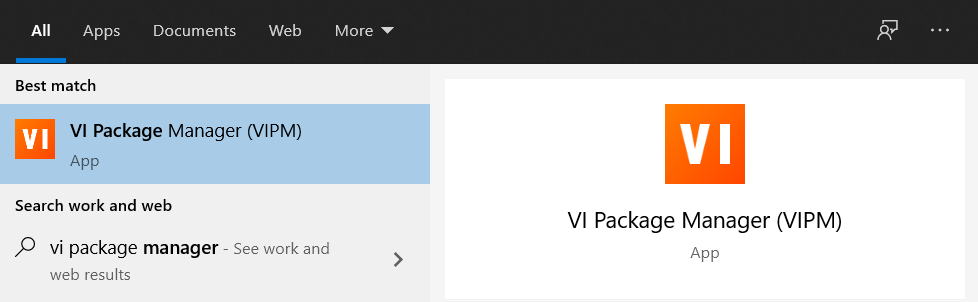 All Apps Documents Web More
Best match
VI
VI Package Manager (VIPM)
App
Search work and web
vi package manager - See work and
web results
VI
VI Package Manager (VIPM)
App